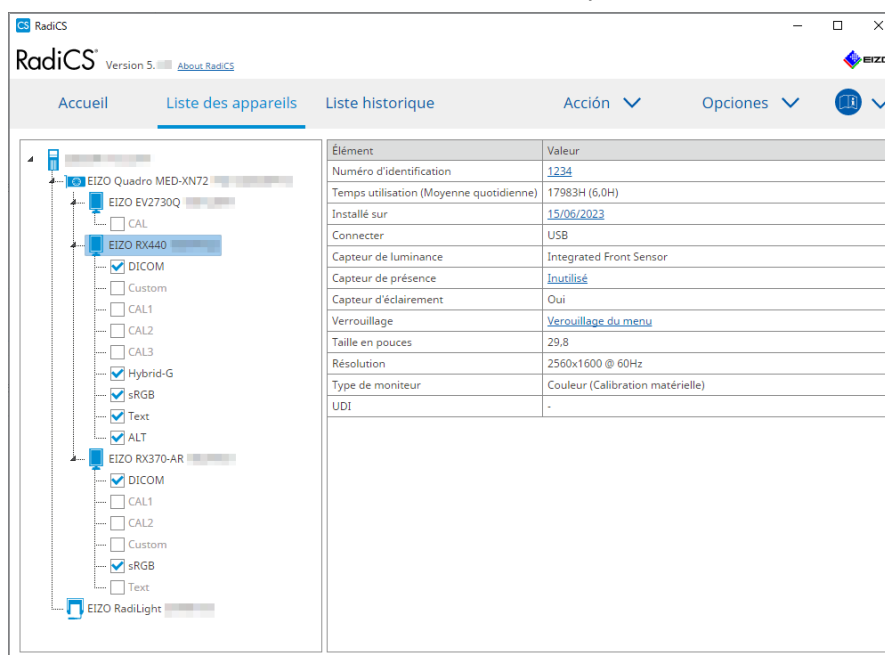 CS RadiCS
RadiCS® Version 5. About RadiCS
EIZO
Accueil Liste des appareils Liste historique Acción Opciones
EIZO Quadro MED-XN72
EIZO EV2730Q
CAL
EIZO RX440
DICOM
Custom
CAL1
CAL2
CAL3
Hybrid-G
sRGB
Text
ALT
EIZO RX370-AR
DICOM
CAL1
CAL2
Custom
sRGB
Text
EIZO RadiLight
Élément Valeur
Numéro d'identification 1234
Temps utilisation (Moyenne quotidienne) 17983H (6,0H)
Installé sur 15/06/2023
Connecter USB
Capteur de luminance Integrated Front Sensor
Capteur de présence Inutilisé
Capteur d'éclairement Oui
Verrouillage Verouillage du menu
Taille en pouces 29,8
Résolution 2560x1600 @ 60Hz
Type de moniteur Couleur (Calibration matérielle)
UDI -